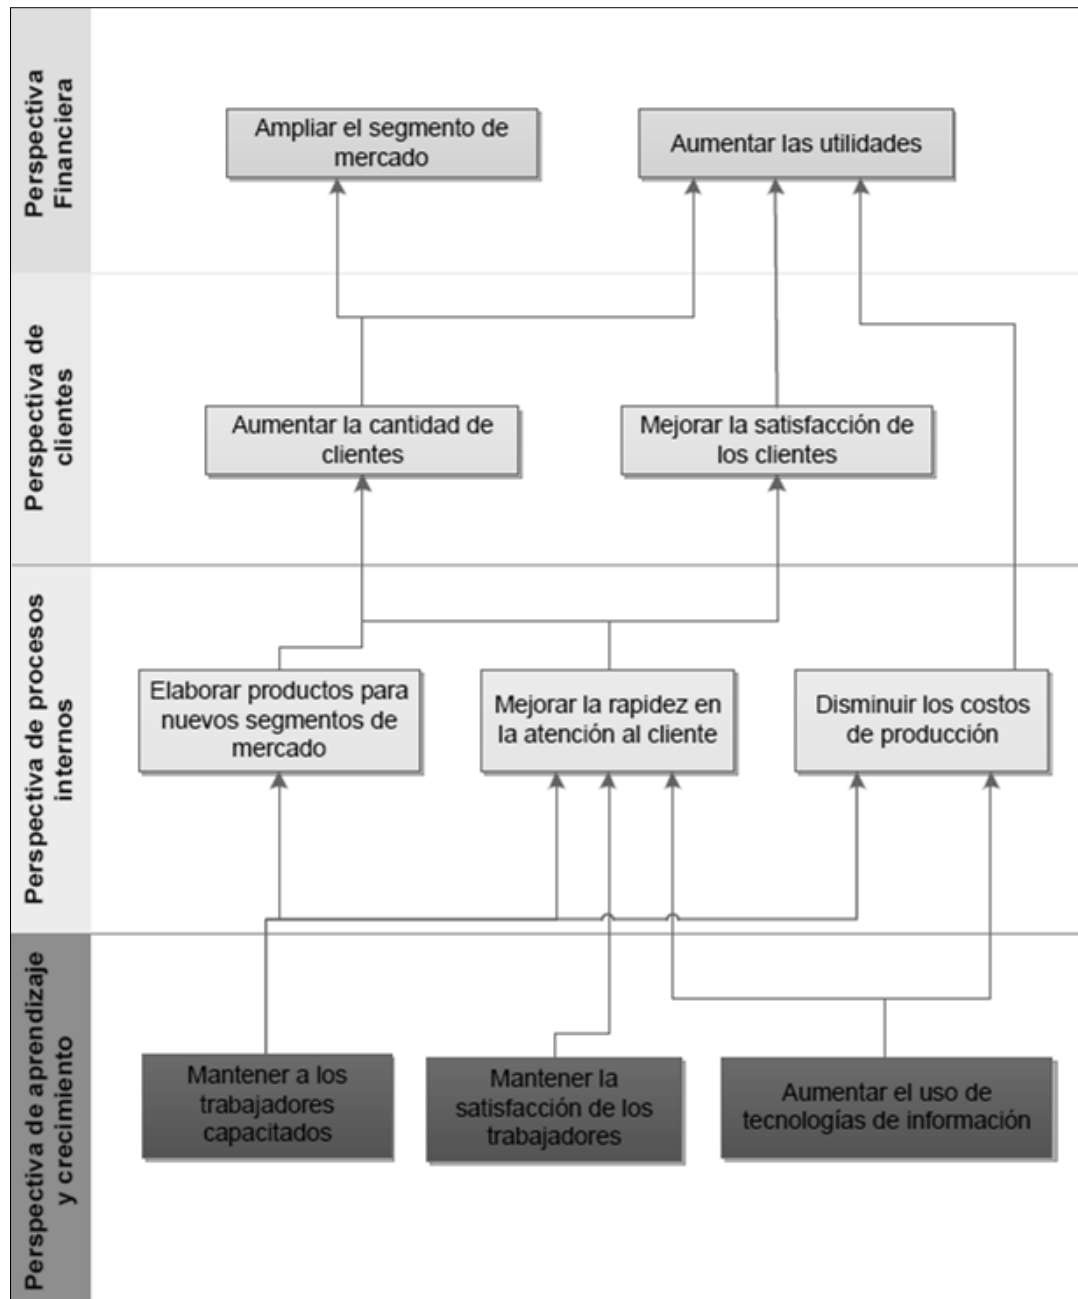 Perspectiva
Financiera
Ampliar el segmento de
mercado
Aumentar las utilidades
Perspectiva de
clientes
Aumentar la cantidad de
clientes
Mejorar la satisfacción de
los clientes
Perspectiva de procesos
internos
Elaborar productos para
nuevos segmentos de
mercado
Mejorar la rapidez en
la atención al cliente
Disminuir los costos
de producción
Perspectiva de aprendizaje
y crecimiento
Mantener a los
trabajadores
capacitados
Mantener la
satisfacción de los
trabajadores
Aumentar el uso de
tecnologías de información